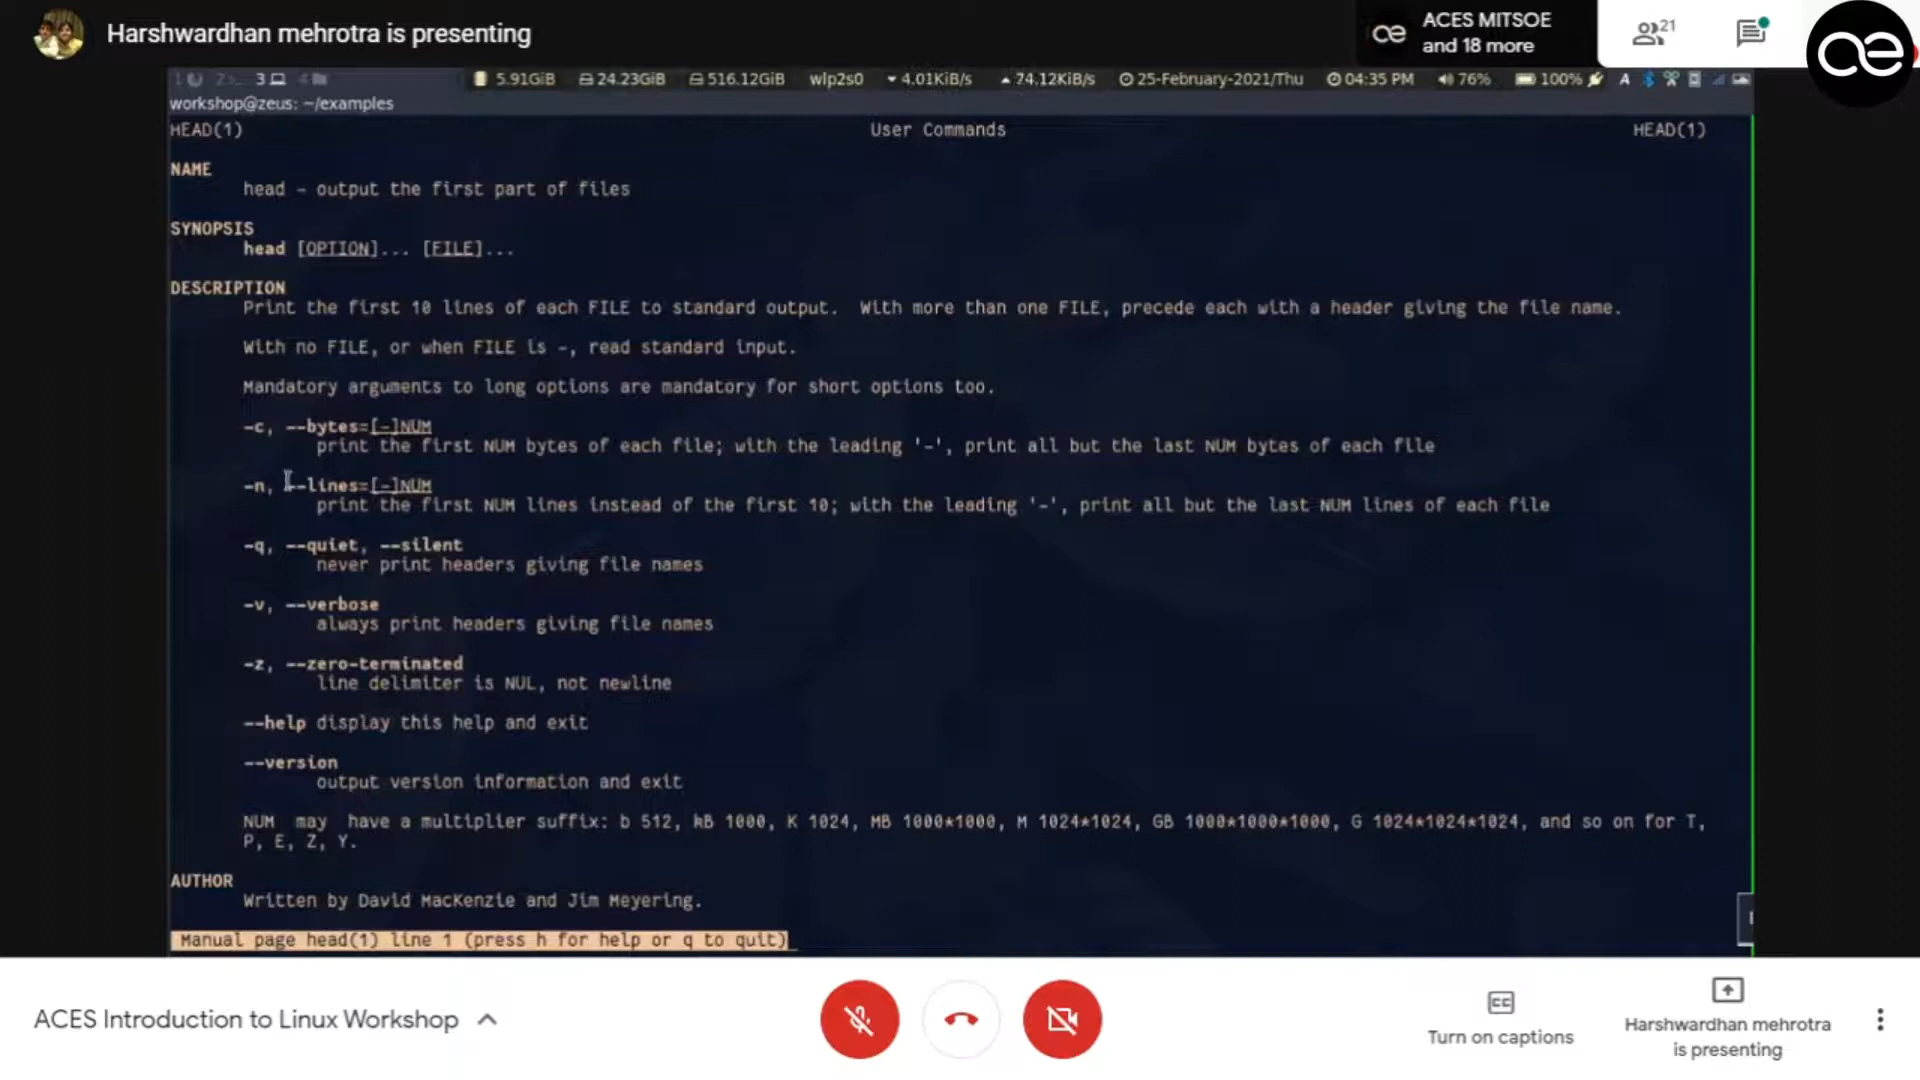 Harshwardhan mehrotra is presenting
ACES MITSOE
and 18 more
21
1 2 3 4 5.91GiB 24.23GiB 516.12GiB wlp2s0 4.01KiB/s 74.12KiB/s 25-February-2021/Thu 04:35 PM 76% 100% A
workshop@zeus: ~/examples
HEAD(1) User Commands HEAD(1)
NAME
head - output the first part of files
SYNOPSIS
head [OPTION]... [FILE]...
DESCRIPTION
Print the first 10 lines of each FILE to standard output. With more than one FILE, precede each with a header giving the file name.
With no FILE, or when FILE is -, read standard input.
Mandatory arguments to long options are mandatory for short options too.
-c, --bytes=[-]NUM
print the first NUM bytes of each file; with the leading '-', print all but the last NUM bytes of each file
-n, --lines=[-]NUM
print the first NUM lines instead of the first 10; with the leading '-', print all but the last NUM lines of each file
-q, --quiet, --silent
never print headers giving file names
-v, --verbose
always print headers giving file names
-z, --zero-terminated
line delimiter is NUL, not newline
--help display this help and exit
--version
output version information and exit
NUM may have a multiplier suffix: b 512, kB 1000, K 1024, MB 1000*1000, M 1024*1024, GB 1000*1000*1000, G 1024*1024*1024, and so on for T,
P, E, Z, Y.
AUTHOR
Written by David MacKenzie and Jim Meyering.
Manual page head(1) line 1 (press h for help or q to quit)
ACES Introduction to Linux Workshop
CC
Turn on captions
Harshwardhan mehrotra
is presenting